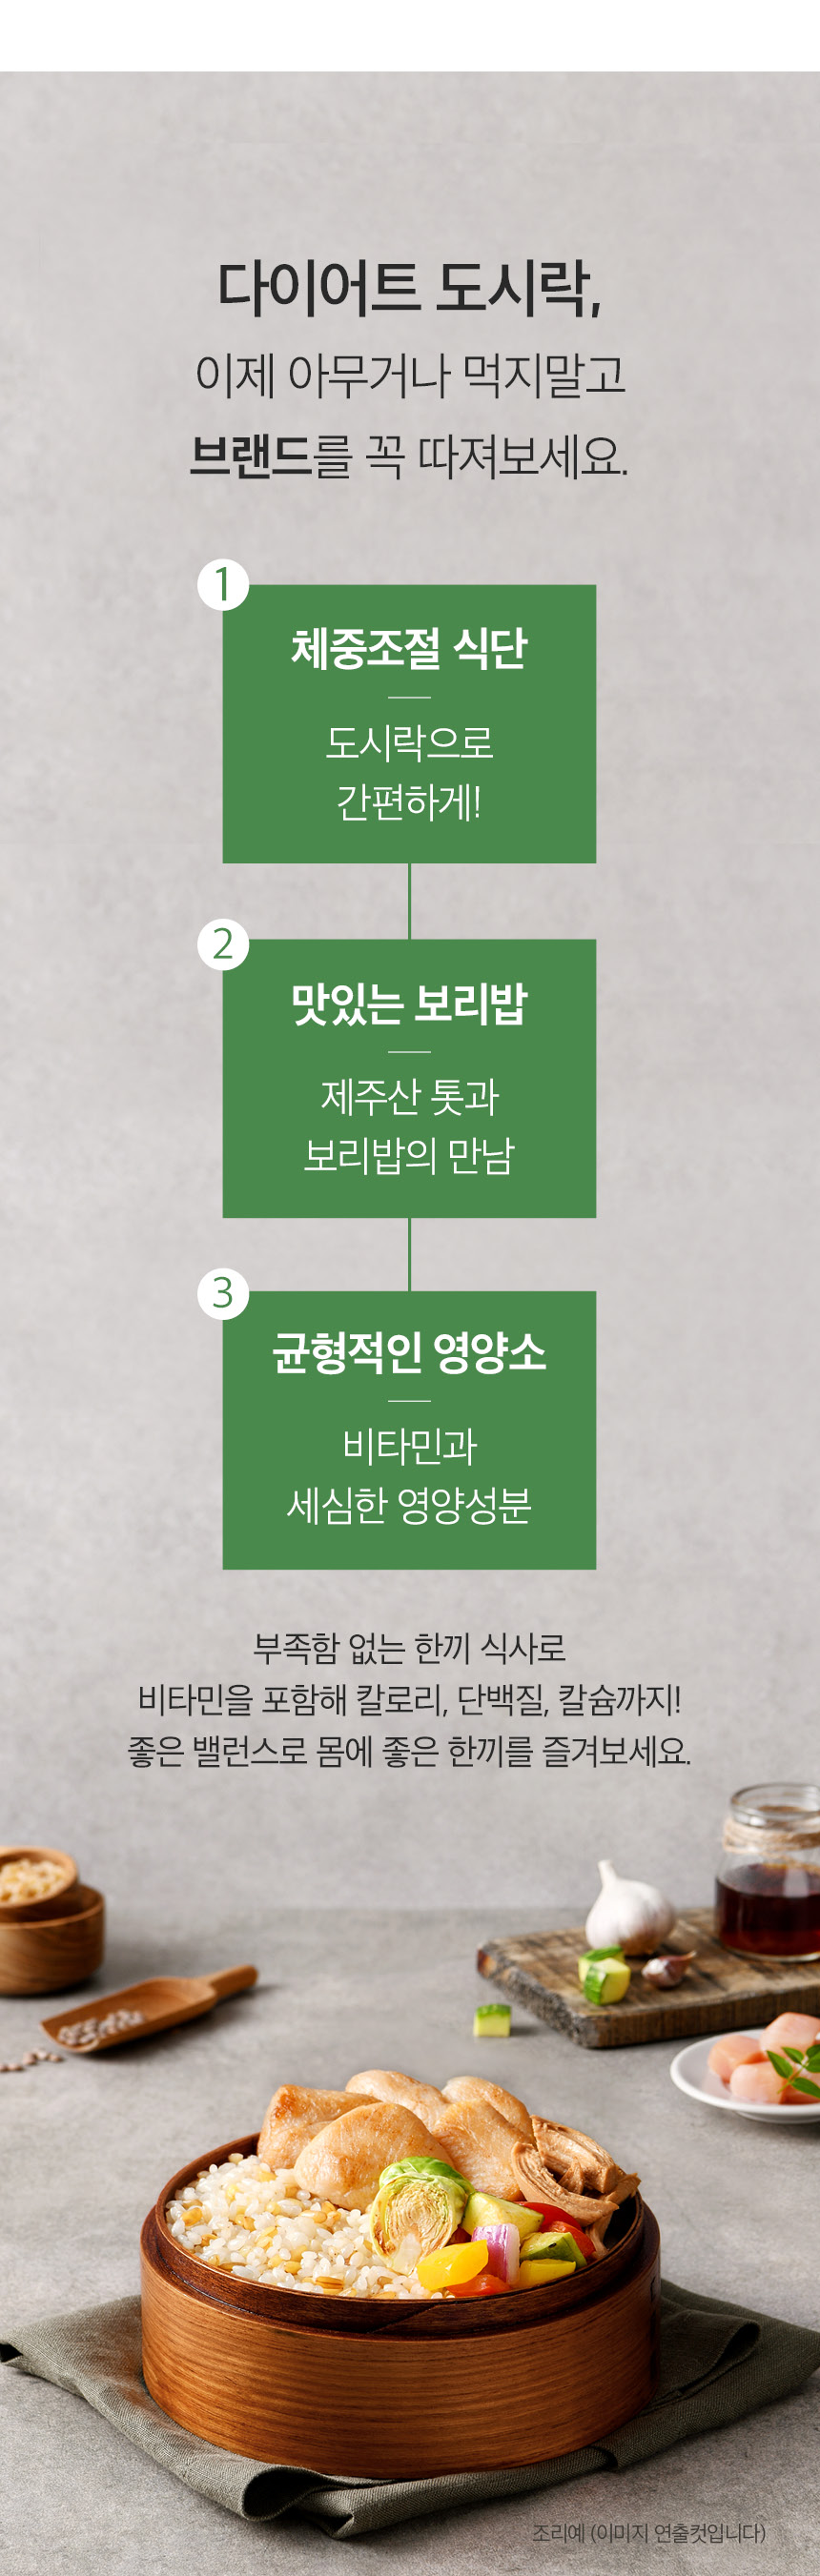 다이어트 도시락,
이제 아무거나 먹지말고
브랜드를 꼭 따져보세요.
1
체중조절 식단
도시락으로
간편하게!
2
맛있는 보리밥
제주산 톳과
보리밥의 만남
3
균형적인 영양소
비타민과
세심한 영양성분
부족함 없는 한끼 식사로
비타민을 포함해 칼로리, 단백질, 칼슘까지!
좋은 밸런스로 몸에 좋은 한끼를 즐겨보세요.
조리예 (이미지 연출컷입니다)